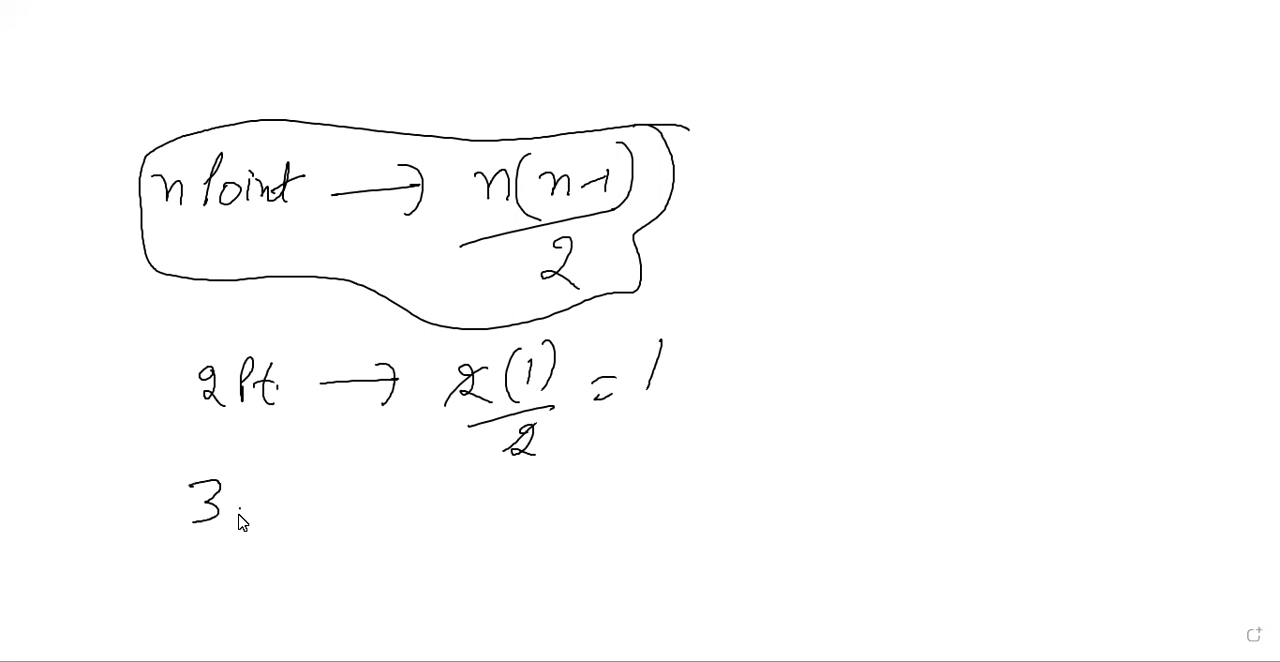 n Point → n(n-1)/2
2 Pt. → 2(1)/2 = 1
3